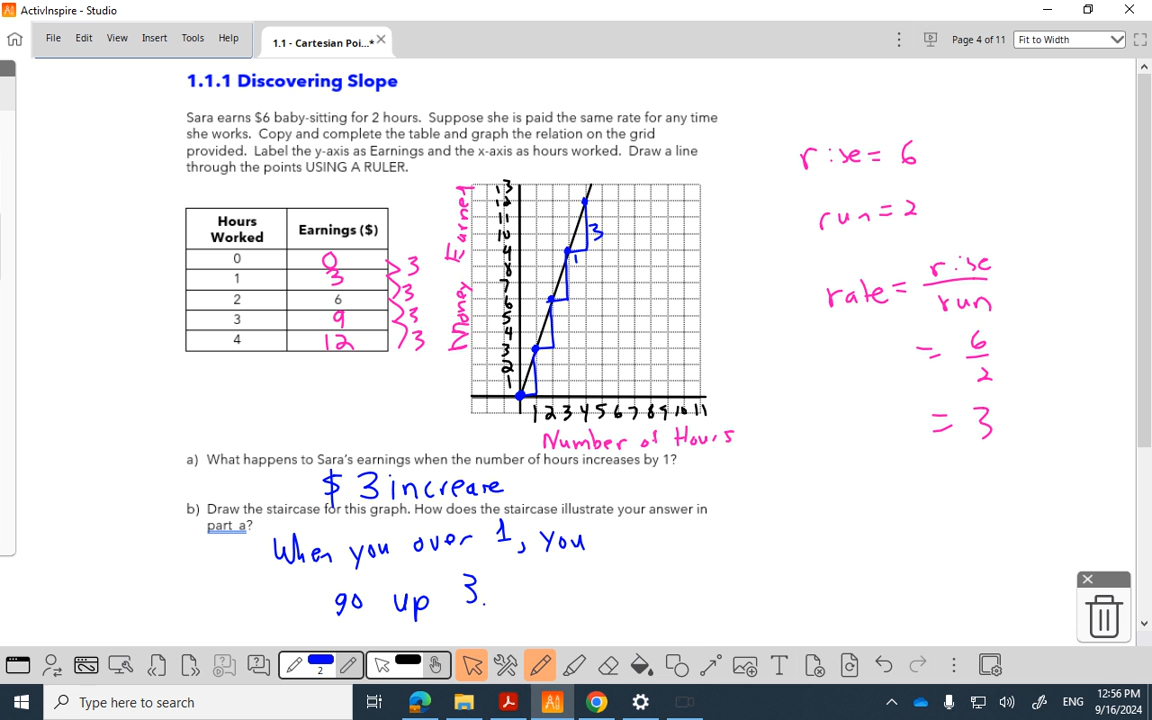 ActivInspire - Studio
File Edit View Insert Tools Help
1.1 - Cartesian Poi...*
Page 4 of 11
Fit to Width
1.1.1 Discovering Slope
Sara earns $6 baby-sitting for 2 hours. Suppose she is paid the same rate for any time
she works. Copy and complete the table and graph the relation on the grid
provided. Label the y-axis as Earnings and the x-axis as hours worked. Draw a line
through the points USING A RULER.
Hours Worked Earnings ($)
0 0
1 3
2 6
3 9
4 12
3
3
3
3
Money Earned
13
12
11
10
9
8
7
6
5
4
3
2
1
3
1
1 2 3 4 5 6 7 8 9 10 11
Number of Hours
rise = 6
run = 2
rate = rise
run
= 6
2
= 3
a) What happens to Sara's earnings when the number of hours increases by 1?
$ 3 increase
b) Draw the staircase for this graph. How does the staircase illustrate your answer in
part a?
When you over 1, you
go up 3.
2
Type here to search
ENG
12:56 PM
9/16/2024